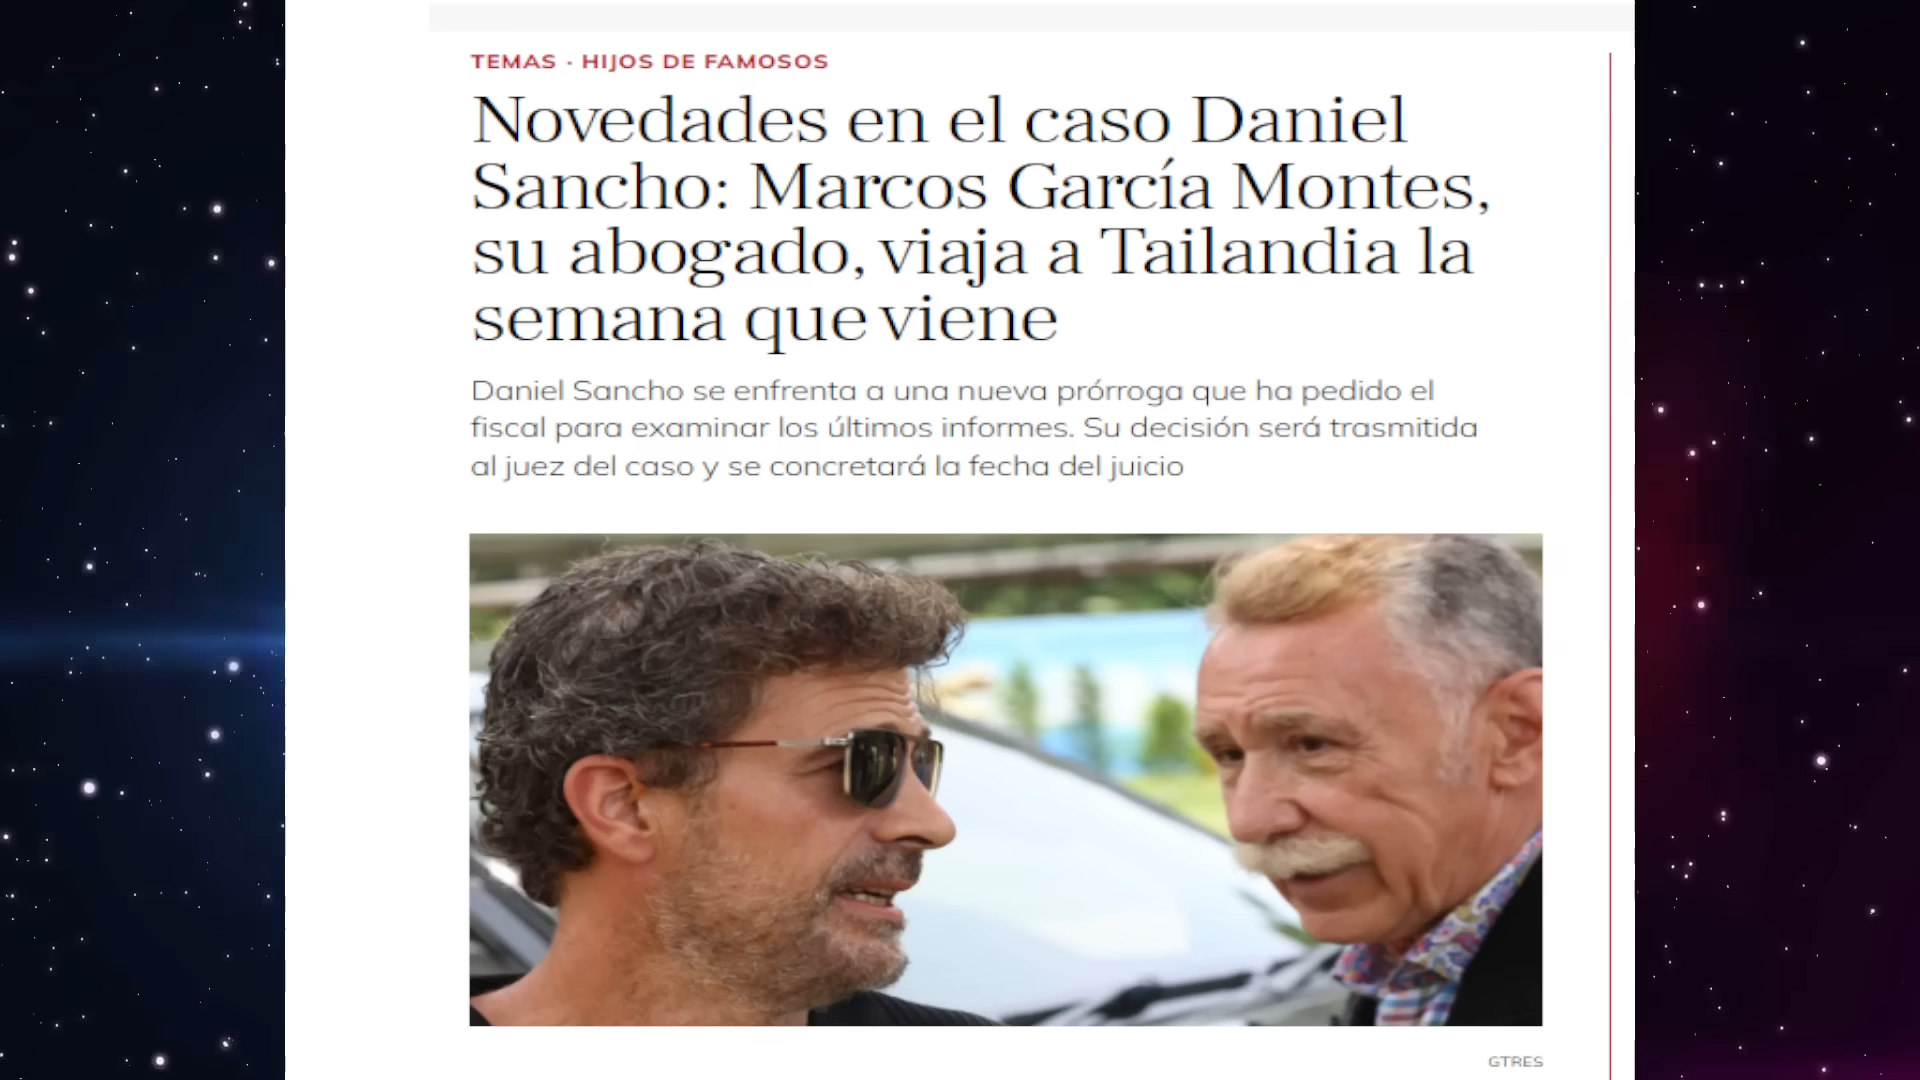 TEMAS · HIJOS DE FAMOSOS
Novedades en el caso Daniel
Sancho: Marcos García Montes,
su abogado, viaja a Tailandia la
semana que viene
Daniel Sancho se enfrenta a una nueva prórroga que ha pedido el
fiscal para examinar los últimos informes. Su decisión será trasmitida
al juez del caso y se concretará la fecha del juicio
GTRES